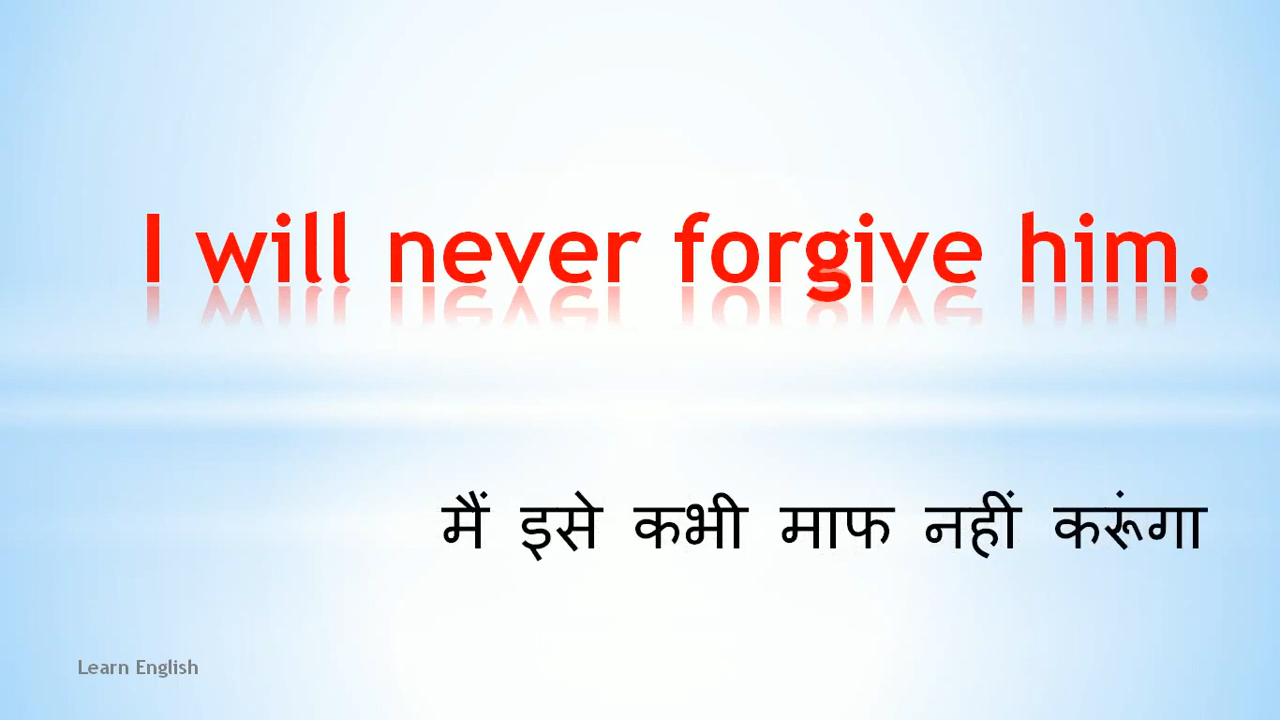 I will never forgive him.
मैं इसे कभी माफ नहीं करूंगा
Learn English